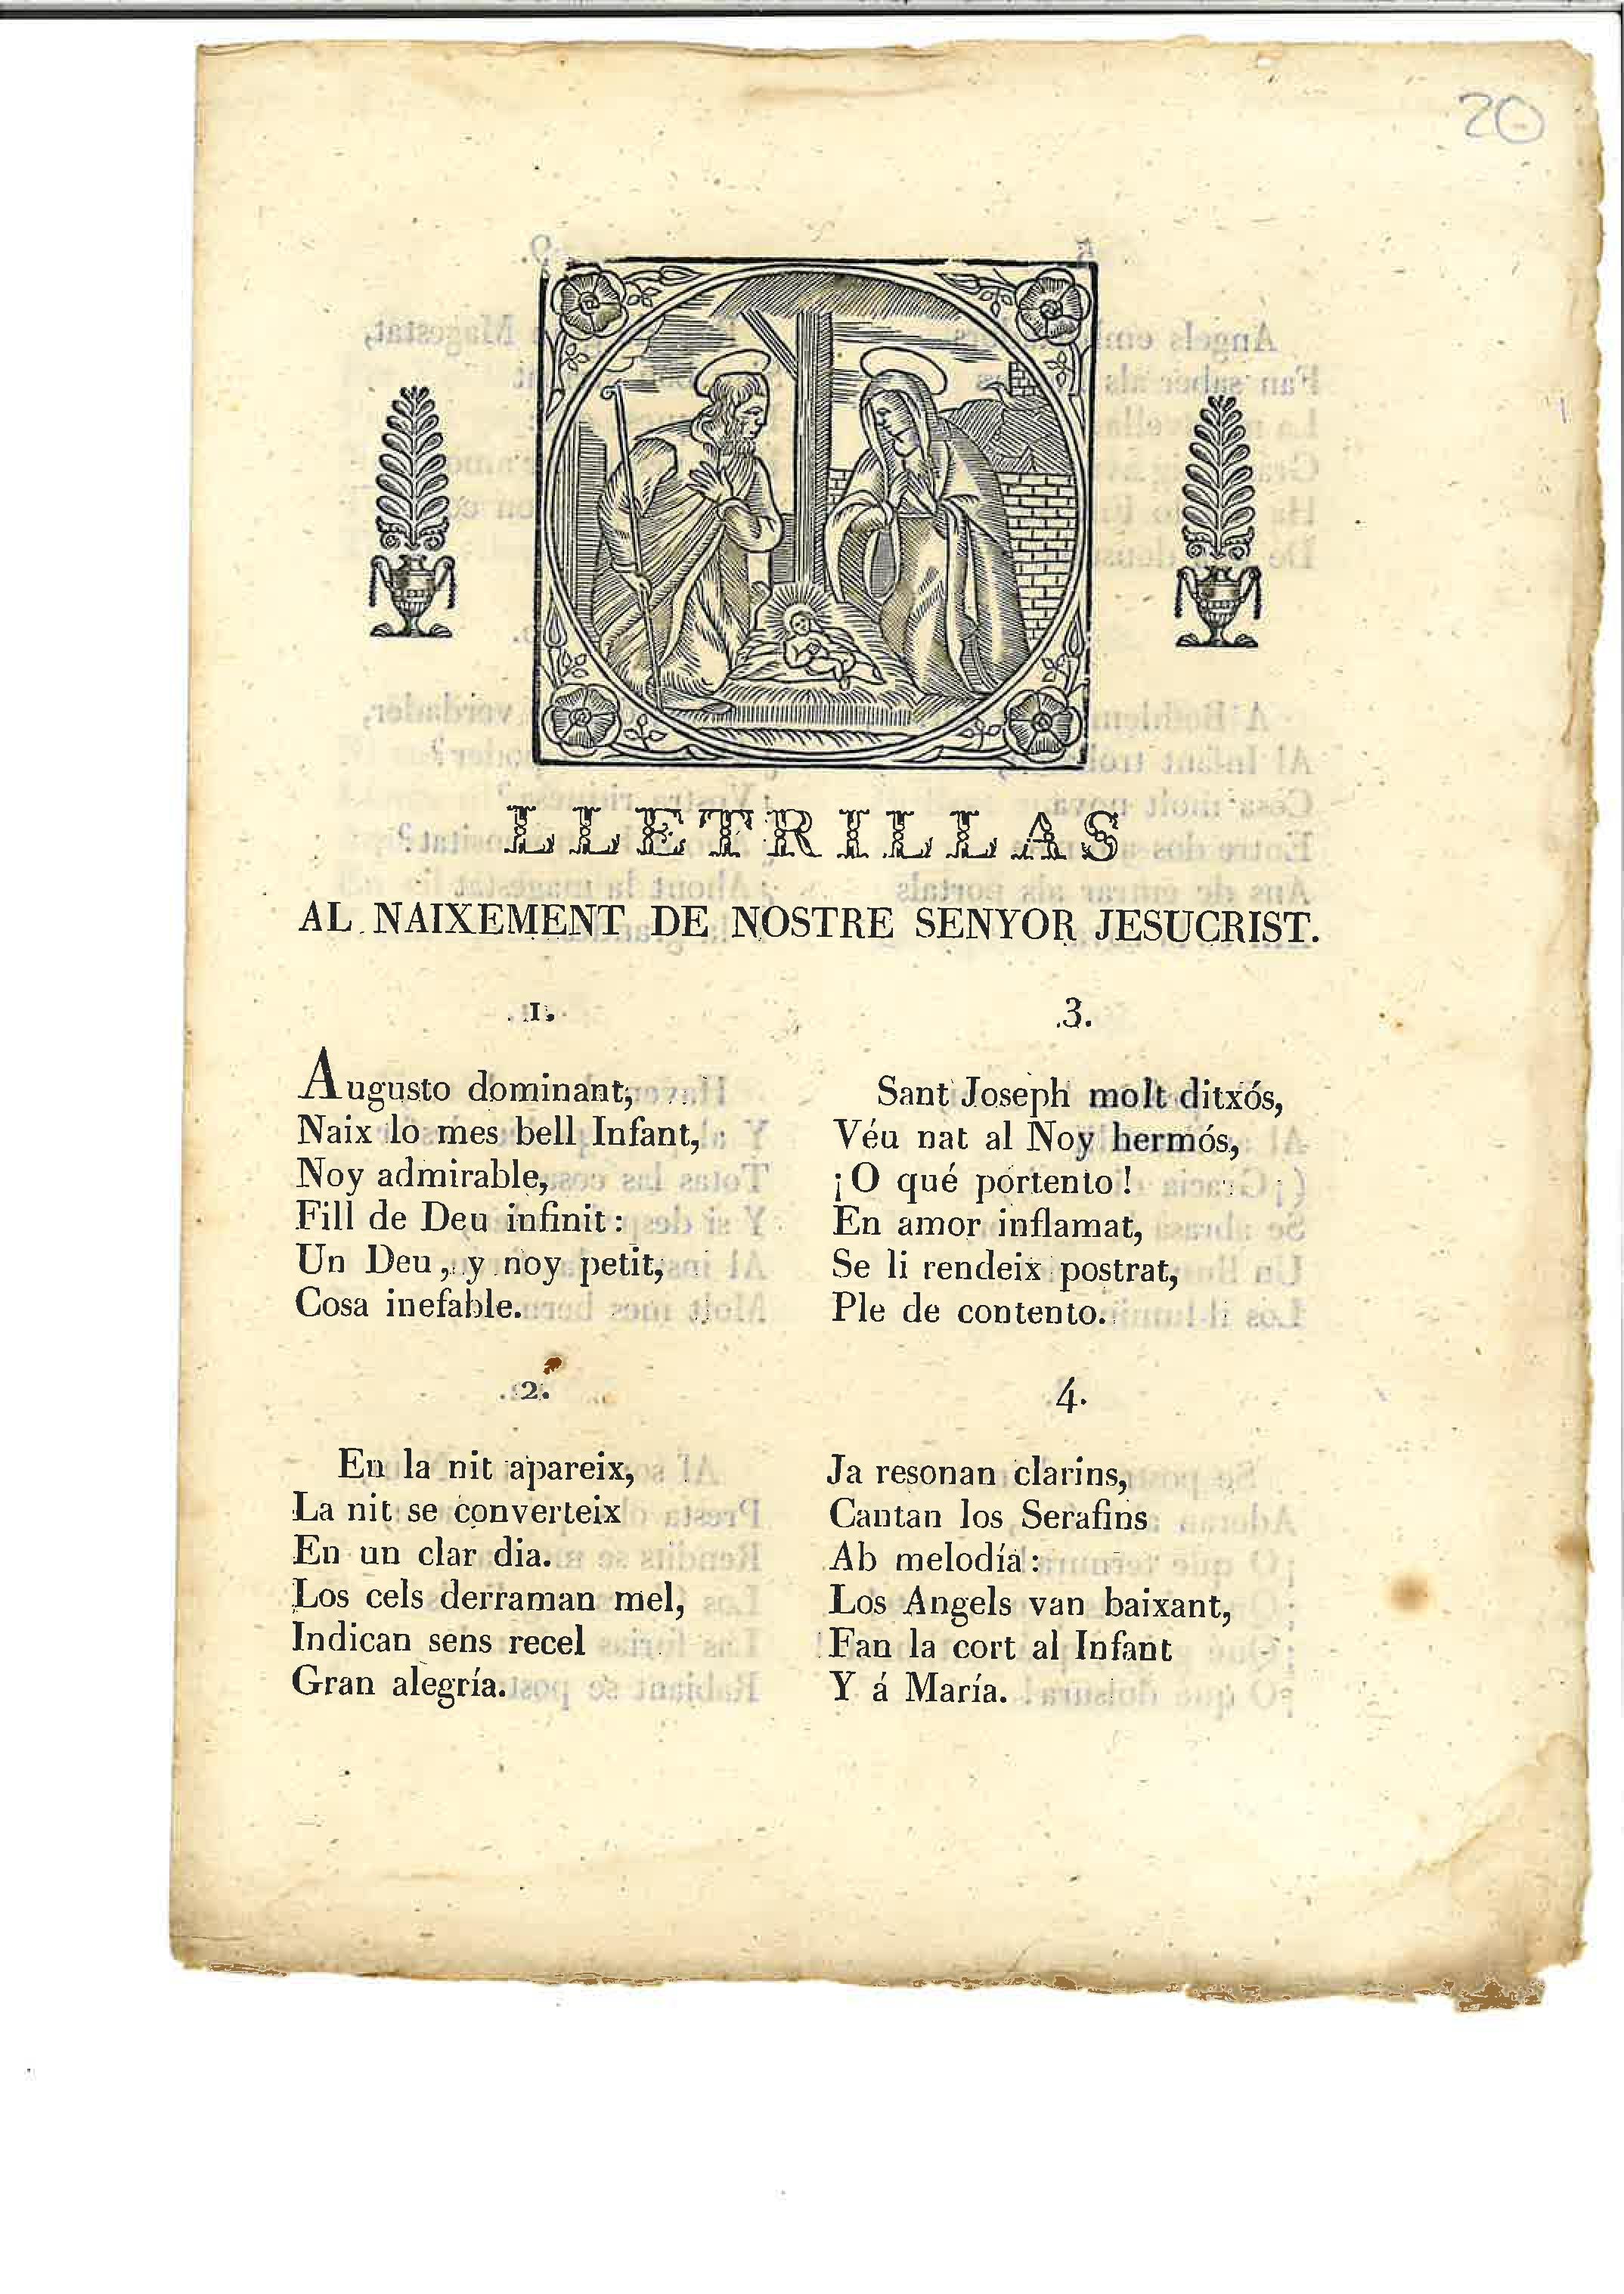 20
LLETRILLAS
AL NAIXEMENT DE NOSTRE SENYOR JESUCRIST.
1.
Augusto dominant,
Naix lo mes bell Infant,
Noy admirable,
Fill de Deu infinit:
Un Deu, y noy petit,
Cosa inefable.
2.
En la nit apareix,
La nit se converteix
En un clar dia.
Los cels derraman mel,
Indican sens recel
Gran alegría.
3.
Sant Joseph molt ditxós,
Véu nat al Noy hermós,
¡O qué portento!
En amor inflamat,
Se li rendeix postrat,
Ple de contento.
4.
Ja resonan clarins,
Cantan los Serafins
Ab melodía:
Los Angels van baixant,
Fan la cort al Infant
Y á María.